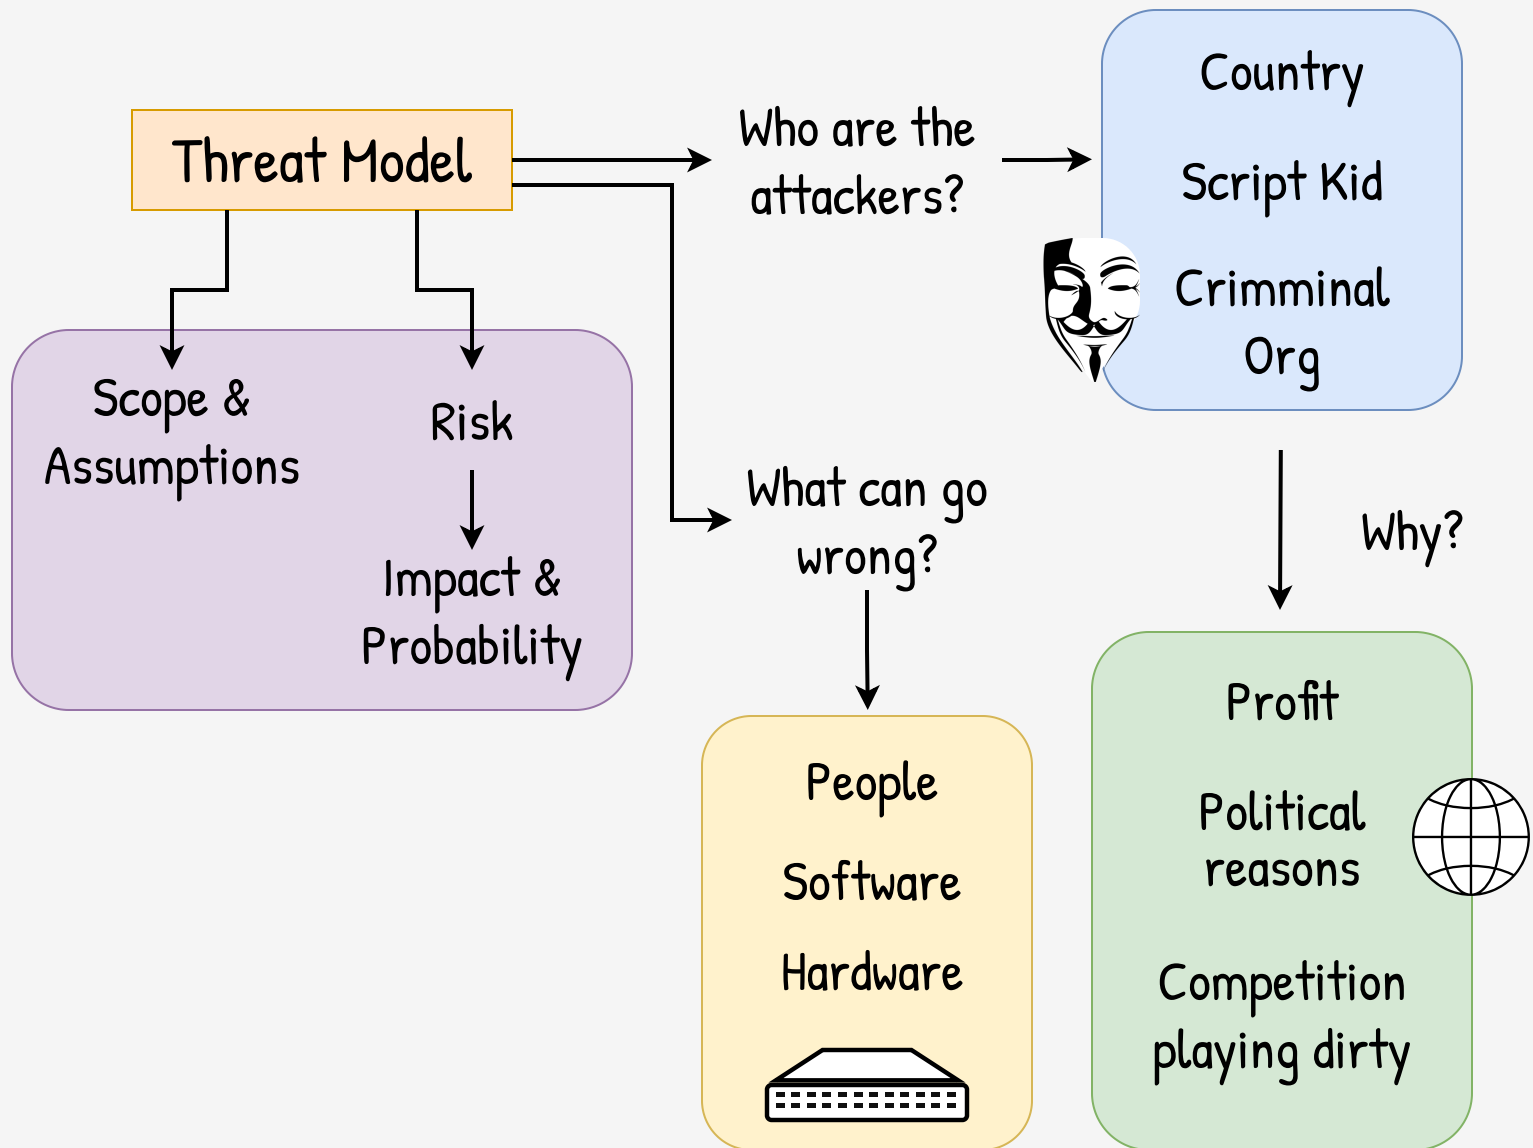 Threat Model
Who are the
attackers?
Country
Script Kid
Crimminal
Org
Scope &
Assumptions
Risk
Impact &
Probability
What can go
wrong?
Why?
People
Software
Hardware
Profit
Political
reasons
Competition
playing dirty